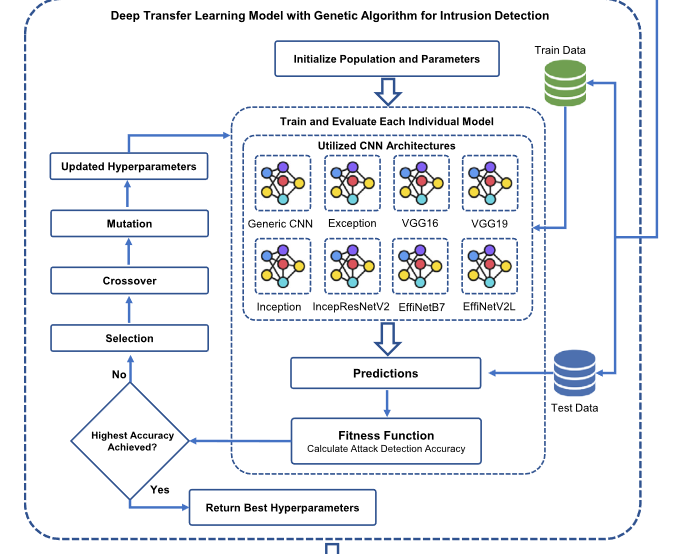 Deep Transfer Learning Model with Genetic Algorithm for Intrusion Detection
Initialize Population and Parameters
Train Data
Train and Evaluate Each Individual Model
Utilized CNN Architectures
Generic CNN
Exception
VGG16
VGG19
Inception
IncepResNetV2
EffiNetB7
EffiNetV2L
Updated Hyperparameters
Mutation
Crossover
Selection
No
Predictions
Test Data
Fitness Function
Calculate Attack Detection Accuracy
Highest Accuracy
Achieved?
Yes
Return Best Hyperparameters